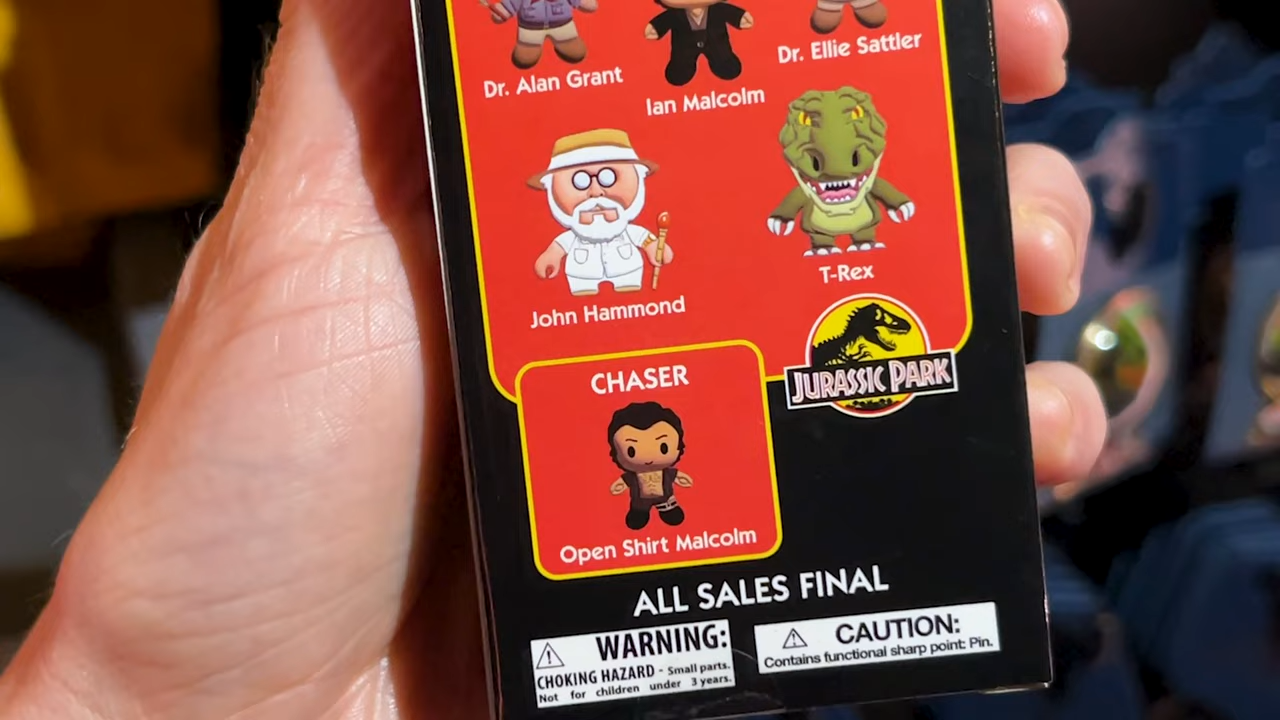 Dr. Alan Grant
Ian Malcolm
Dr. Ellie Sattler
John Hammond
T-Rex
JURASSIC PARK
CHASER
Open Shirt Malcolm
ALL SALES FINAL
WARNING:
CHOKING HAZARD - Small parts.
Not for children under 3 years.
CAUTION:
Contains functional sharp point: Pin.